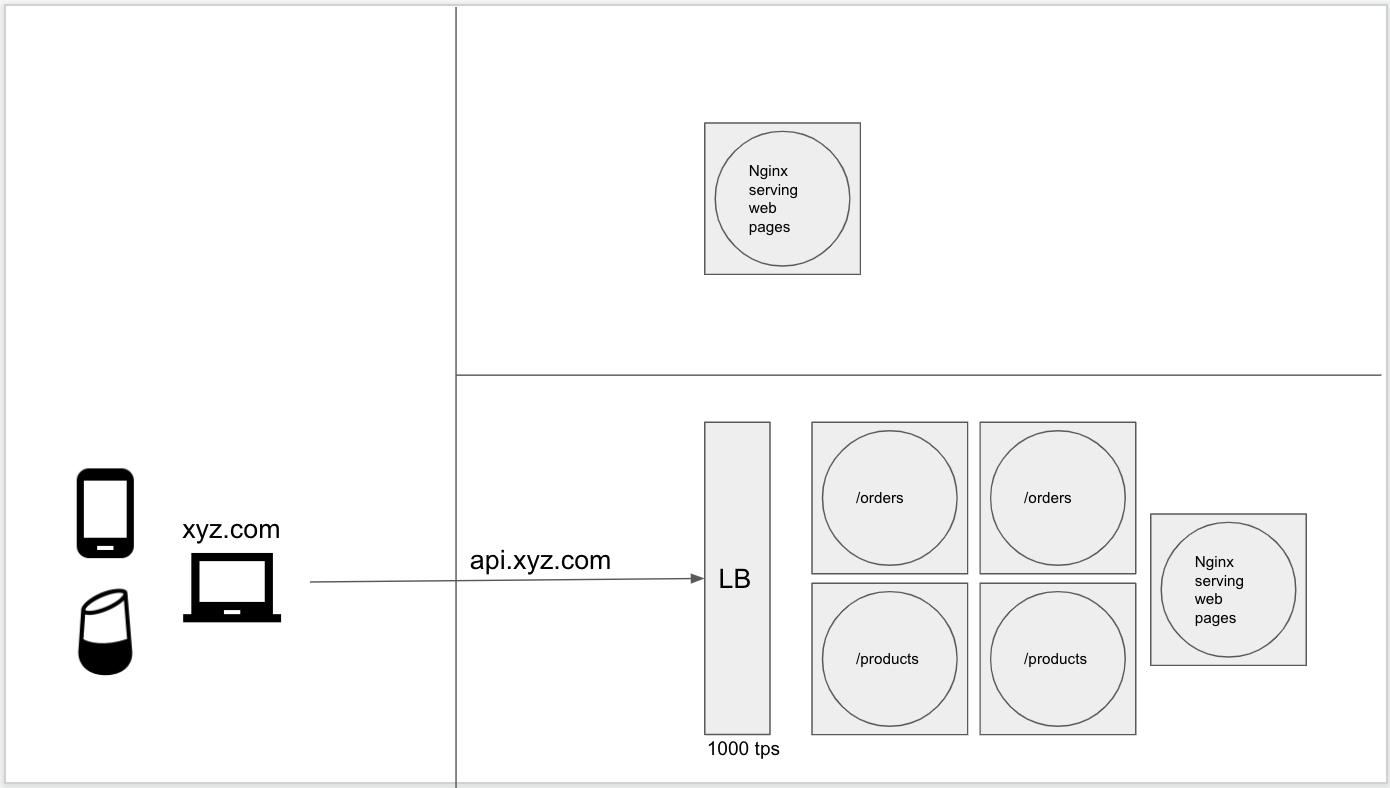 Nginx
serving
web
pages
xyz.com
api.xyz.com
LB
1000 tps
/orders
/orders
/products
/products
Nginx
serving
web
pages